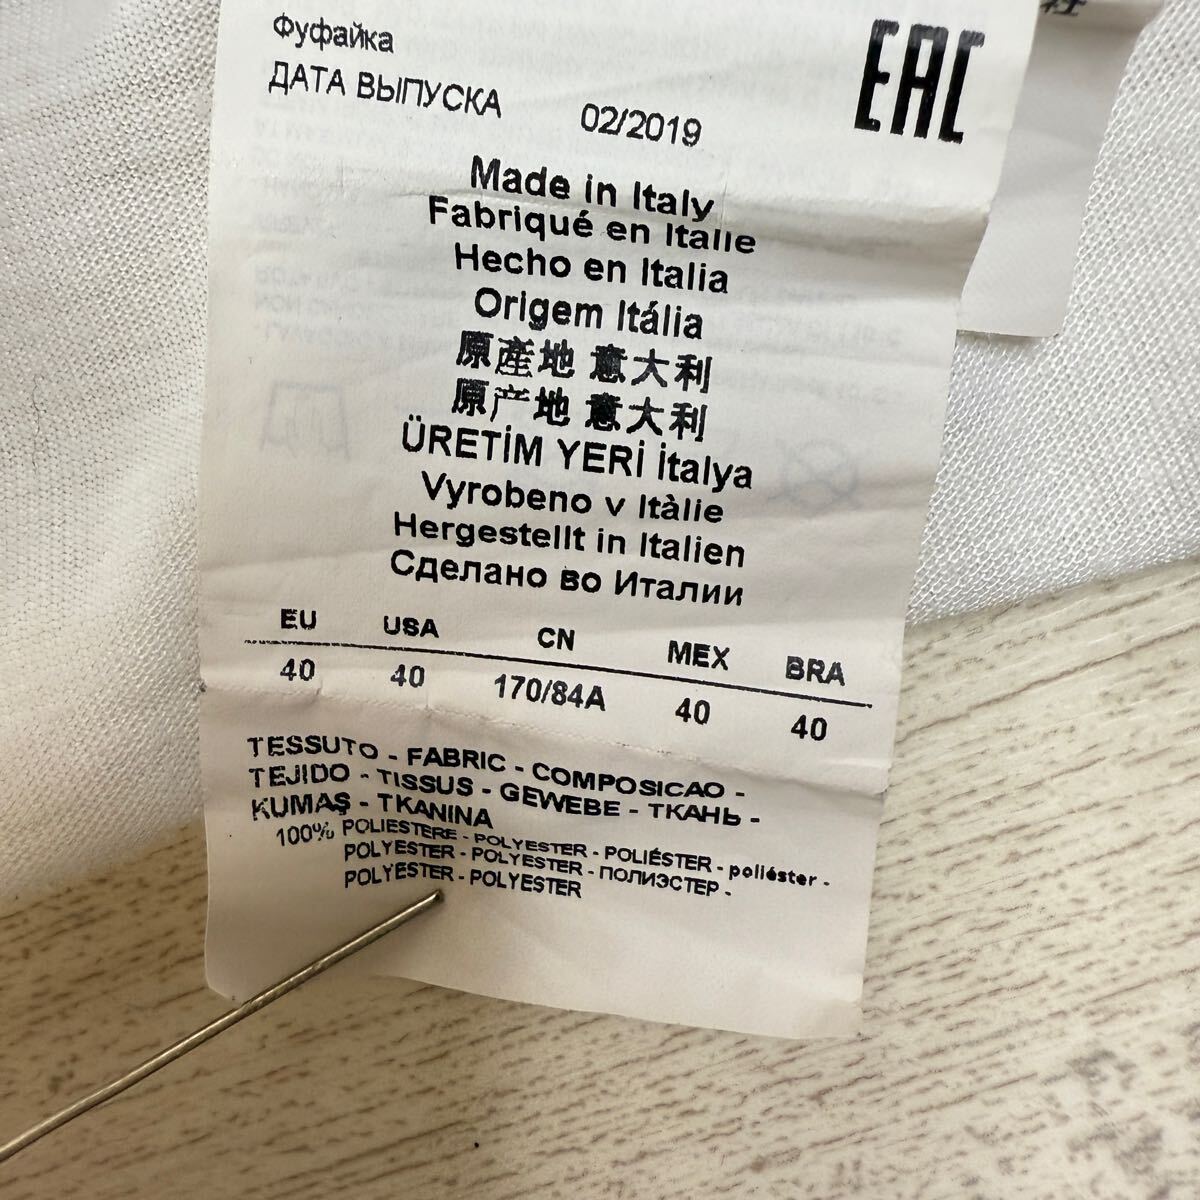 Фуфайка
ДАТА ВЫПУСКА 02/2019
EAC
Made in Italy
Fabriqué en Italie
Hecho en Italia
Origem Itália
原產地 意大利
原产地 意大利
ÜRETİM YERİ İtalya
Vyrobeno v Itàlie
Hergestellt in Italien
Сделано во Италии
EU USA CN MEX BRA
40 40 170/84A 40 40
TESSUTO - FABRIC - COMPOSICAO -
TEJIDO - TISSUS - GEWEBE - ТКАНЬ -
KUMAŞ - TKANINA
100% POLIESTERE - POLYESTER - POLIÉSTER - poliéster -
POLYESTER - POLYESTER - ПОЛИЭСТЕР -
POLYESTER - POLYESTER